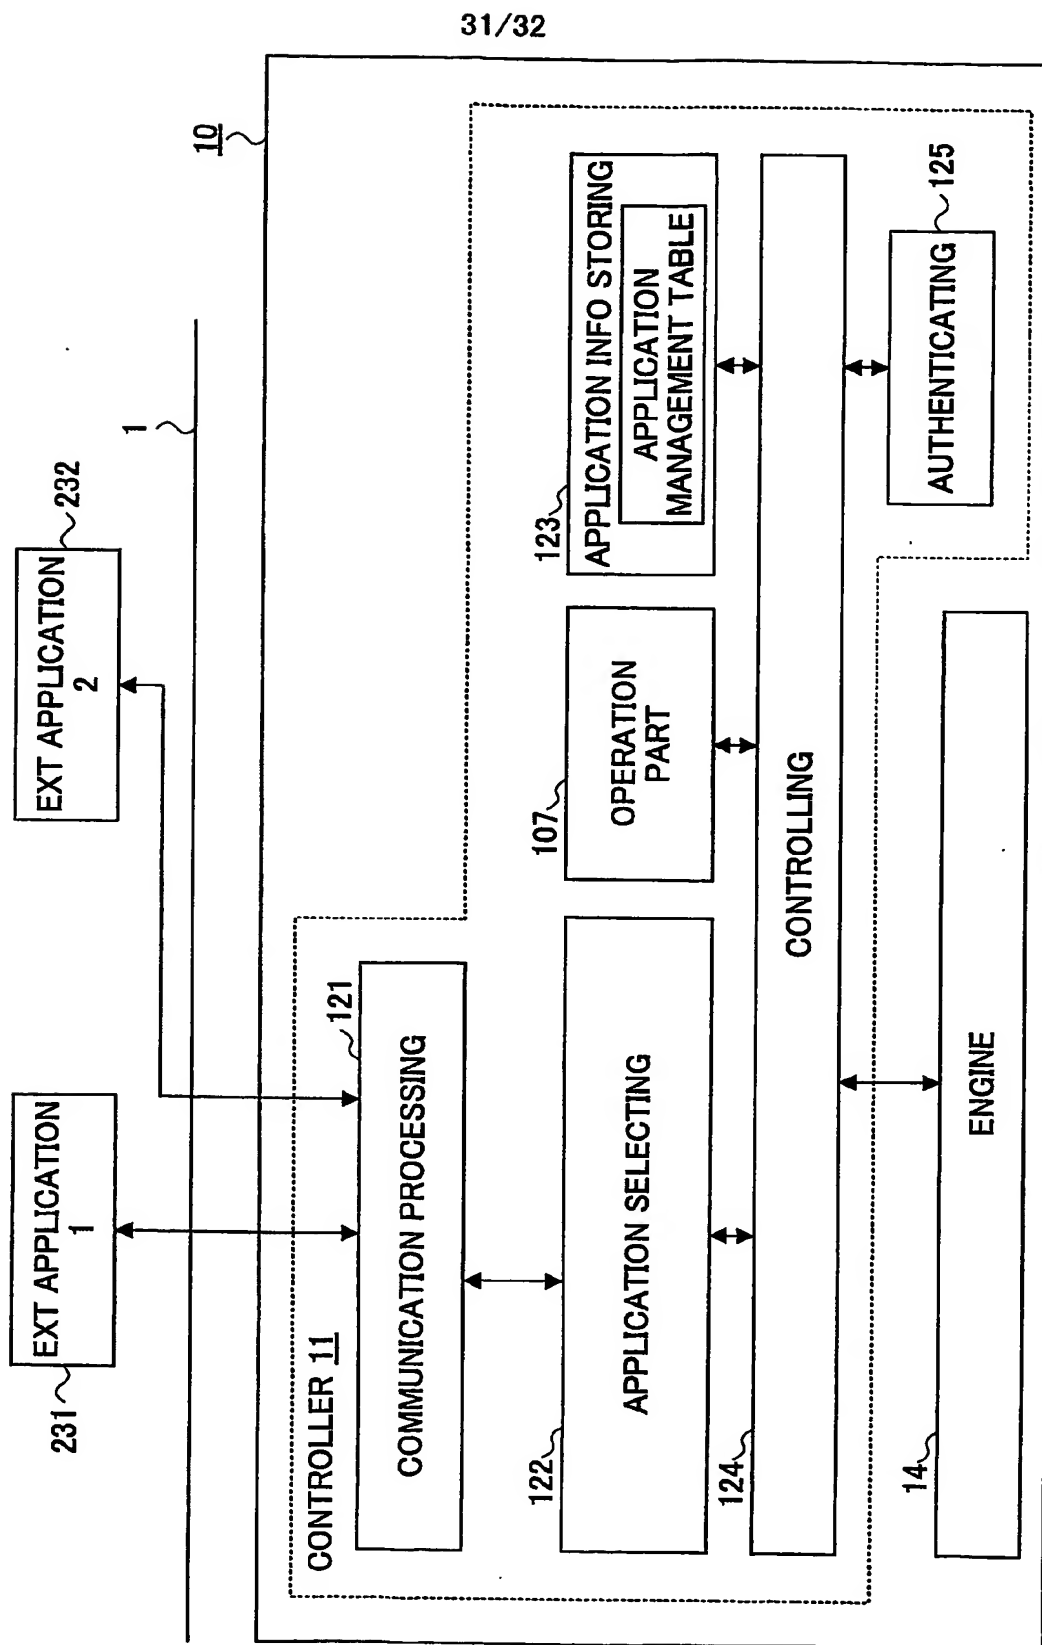 31/32
EXT APPLICATION
1
231
EXT APPLICATION
2
232
1
10
CONTROLLER 11
COMMUNICATION PROCESSING
121
122
APPLICATION SELECTING
107
OPERATION
PART
123
APPLICATION INFO STORING
APPLICATION
MANAGEMENT TABLE
124
CONTROLLING
AUTHENTICATING
125
14
ENGINE